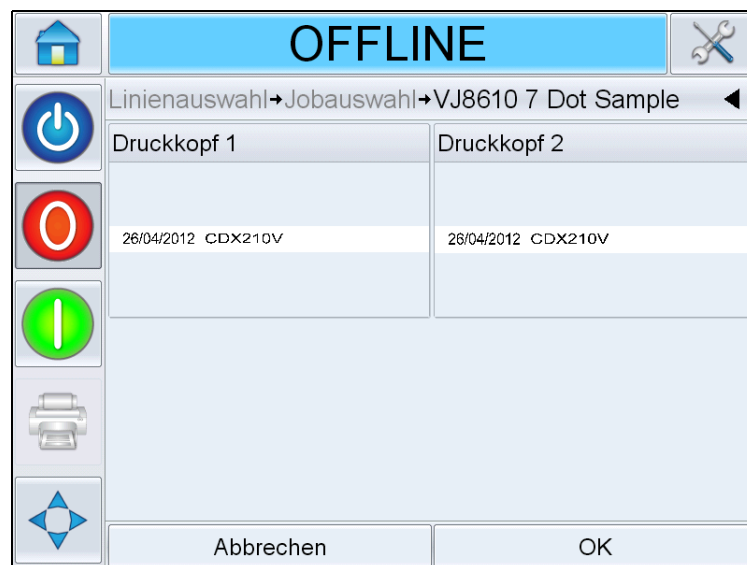 OFFLINE
Linienauswahl→Jobauswahl→VJ8610 7 Dot Sample
Druckkopf 1
Druckkopf 2
26/04/2012 CDX210V
26/04/2012 CDX210V
Abbrechen
OK